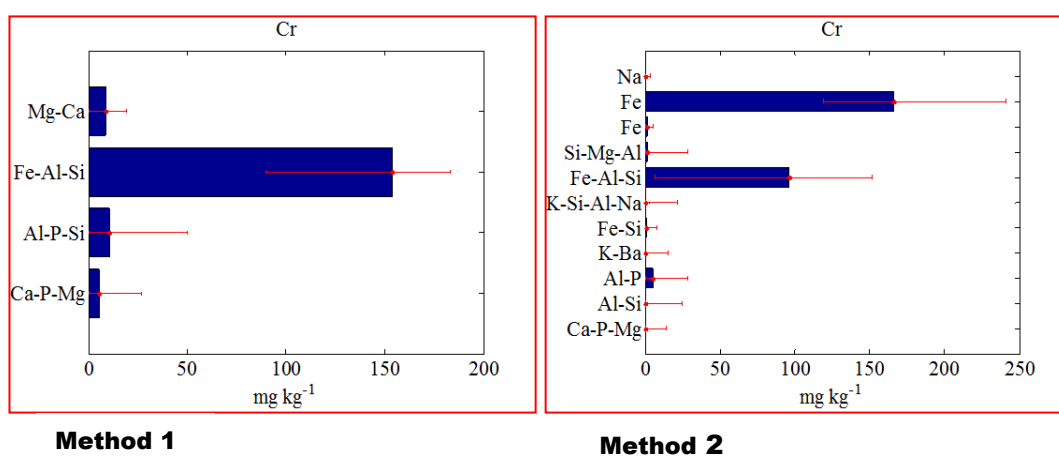 Cr
Mg-Ca
Fe-Al-Si
Al-P-Si
Ca-P-Mg
0 50 100 150 200
mg kg-1
Method 1
Cr
Na
Fe
Fe
Si-Mg-Al
Fe-Al-Si
K-Si-Al-Na
Fe-Si
K-Ba
Al-P
Al-Si
Ca-P-Mg
0 50 100 150 200 250
mg kg-1
Method 2